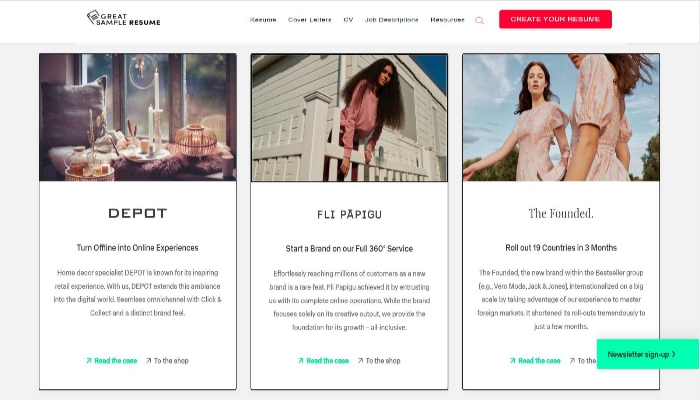 GREAT
SAMPLE RESUME
Resume Cover Letters CV Job Descriptions Resources
CREATE YOUR RESUME
DEPOT
Turn Offline into Online Experiences
Home decor specialist DEPOT is known for its inspiring
retail experience. With us, DEPOT extends this ambiance
into the digital world. Seamless omnichannel with Click &
Collect and a distinct brand feel.
Read the case To the shop
FLI PĀPIGU
Start a Brand on our Full 360° Service
Effortlessly reaching millions of customers as a new
brand is a rare feat. Fli Papigu achieved it by entrusting
us with its complete online operations. While the brand
focuses solely on its creative output, we provide the
foundation for its growth – all-inclusive.
Read the case To the shop
The Founded.
Roll out 19 Countries in 3 Months
The Founded, the new brand within the Bestseller group
(e.g., Vero Moda, Jack & Jones), internationalized on a big
scale by taking advantage of our experience to master
foreign markets. It shortened its roll-outs tremendously to
just a few months.
Read the case To the
Newsletter sign-up